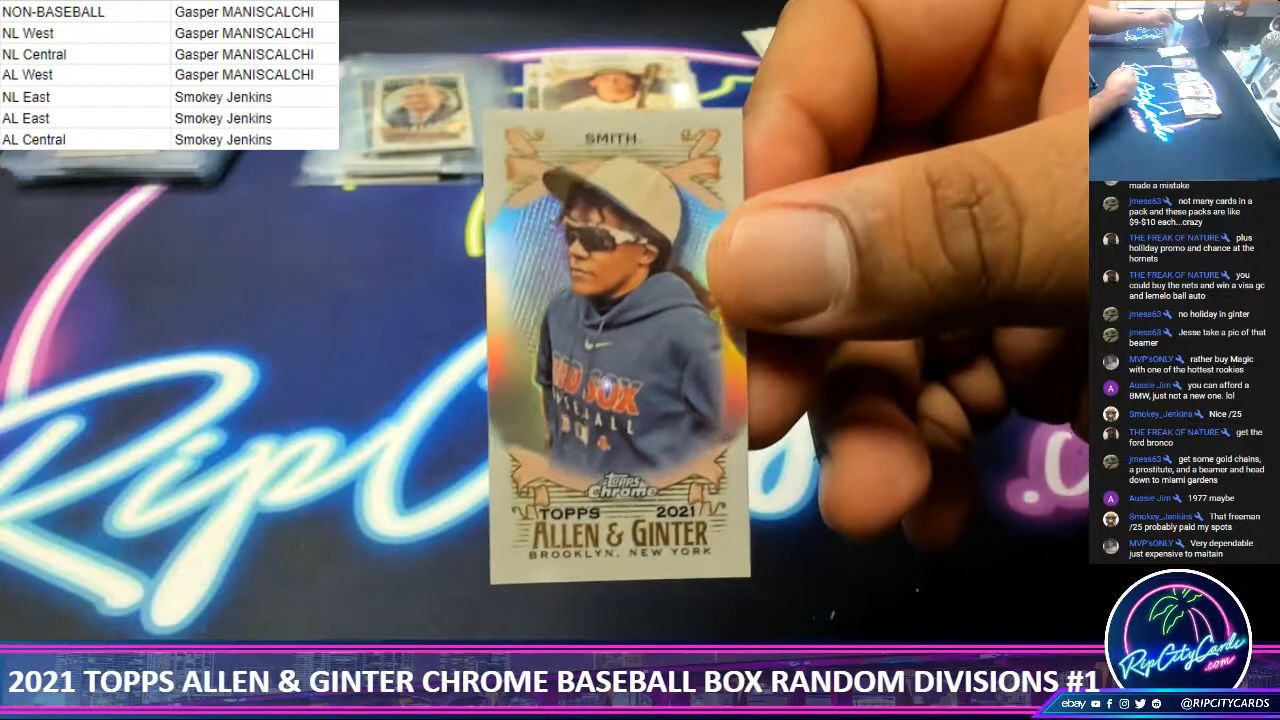 NON-BASEBALL Gasper MANISCALCHI
NL West Gasper MANISCALCHI
NL Central Gasper MANISCALCHI
AL West Gasper MANISCALCHI
NL East Smokey Jenkins
AL East Smokey Jenkins
AL Central Smokey Jenkins
SMITH
RED SOX
BASEBALL
TOPPS
Chrome
TOPPS 2021
ALLEN & GINTER
BROOKLYN, NEW YORK
RipCity
made a mistake
jmess63 not many cards in a
pack and these packs are like
$9-$10 each...crazy
THE FREAK OF NATURE plus
holliday promo and chance at the
hornets
THE FREAK OF NATURE you
could buy the nets and win a visa gc
and lemelo ball auto
jmess63 no holiday in ginter
jmess63 Jesse take a pic of that
beamer
MVP'sONLY rather buy Magic
with one of the hottest rookies
A Aussie Jim you can afford a
BMW, just not a new one. lol
Smokey_Jenkins Nice /25
THE FREAK OF NATURE get the
ford bronco
jmess63 get some gold chains,
a prostitute, and a beamer and head
down to miami gardens
A Aussie Jim 1977 maybe
Smokey_Jenkins That freeman
/25 probably paid my spots
MVP'sONLY Very dependable
just expensive to maitain
RipCityCards
.com
2021 TOPPS ALLEN & GINTER CHROME BASEBALL BOX RANDOM DIVISIONS #1
ebay @RIPCITYCARDS